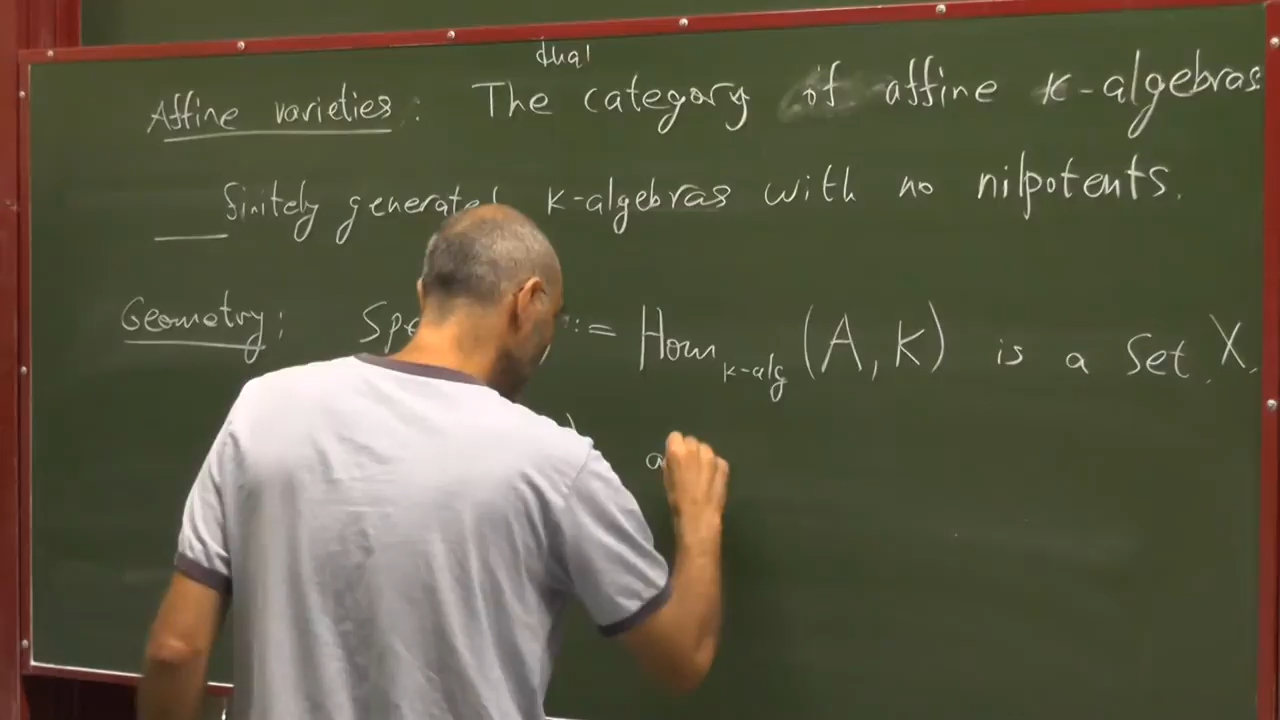 dual
Affine varieties: The category of affine k-algebras
finitely generated k-algebras with no nilpotents.
Geometry: Spe := Hom k-alg (A, k) is a set X.
a